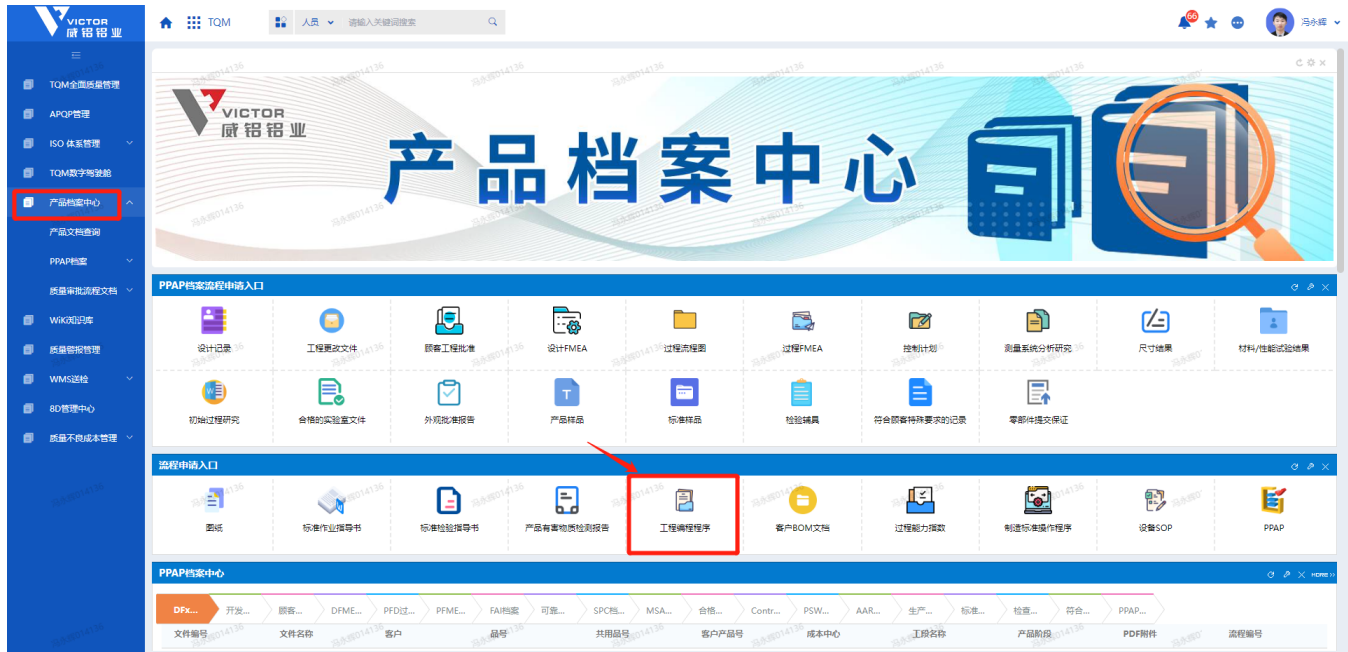 VICTOR
威铝铝业
TQM
人员
请输入关键词搜索
66
冯永辉
TQM全面质量管理
APQP管理
ISO 体系管理
TQM数字驾驶舱
产品档案中心
产品文档查询
PPAP档案
质量审批流程文档
WiKi知识库
质量警报管理
WMS送检
8D管理中心
质量不良成本管理
VICTOR
威铝铝业
产品档案中心
PPAP档案流程申请入口
设计记录
工程更改文件
顾客工程批准
设计FMEA
过程流程图
过程FMEA
控制计划
测量系统分析研究
尺寸结果
材料/性能试验结果
初始过程研究
合格的实验室文件
外观批准报告
产品样品
标准样品
检验辅具
符合顾客特殊要求的记录
零部件提交保证
流程申请入口
图纸
标准作业指导书
标准检验指导书
产品有害物质检测报告
工程编程程序
客户BOM文档
过程能力指数
制造标准操作程序
设备SOP
PPAP
PPAP档案中心
HOME
DFx...
开发...
顾客...
DFME...
PFD过...
PFME...
FAI档案
可靠...
SPC档...
MSA...
合格...
Contr...
PSW...
AAR...
生产...
标准...
检查...
符合...
PPAP...
文件编号
文件名称
客户
品号
共用品号
客户产品号
成本中心
工段名称
产品阶段
PDF附件
流程编号